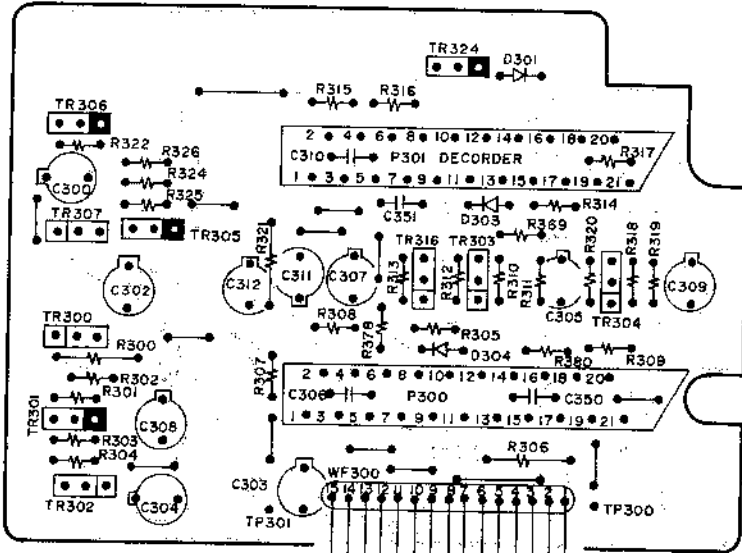 TR324
D301
R315
R316
TR306
R322
R326
R324
R325
C300
TR307
TR305
2 4 6 8 10 12 14 16 18 20
C310
P301 DECORDER
R317
1 3 5 7 9 11 13 15 17 19 21
C351
D303
R314
R369
R321
C302
C312
C311
C307
R313
TR316
R312
TR303
R310
R311
C305
R320
TR304
R318
R319
C309
TR300
R300
R308
R378
R305
D304
R380
R309
R302
R301
TR301
R307
2 4 6 8 10 12 14 16 18 20
C306
P300
C350
1 3 5 7 9 11 13 15 17 19 21
C308
R303
R304
TR302
C304
C303
TP301
WF300
R306
15 14 13 12 11 10 9 8 7 6 5 4 3 2 1
TP300